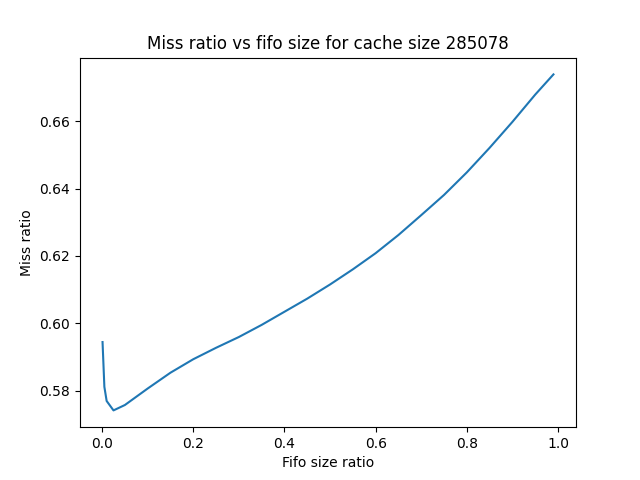 Miss ratio vs fifo size for cache size 285078
Miss ratio
0.66
0.64
0.62
0.60
0.58
0.0 0.2 0.4 0.6 0.8 1.0
Fifo size ratio